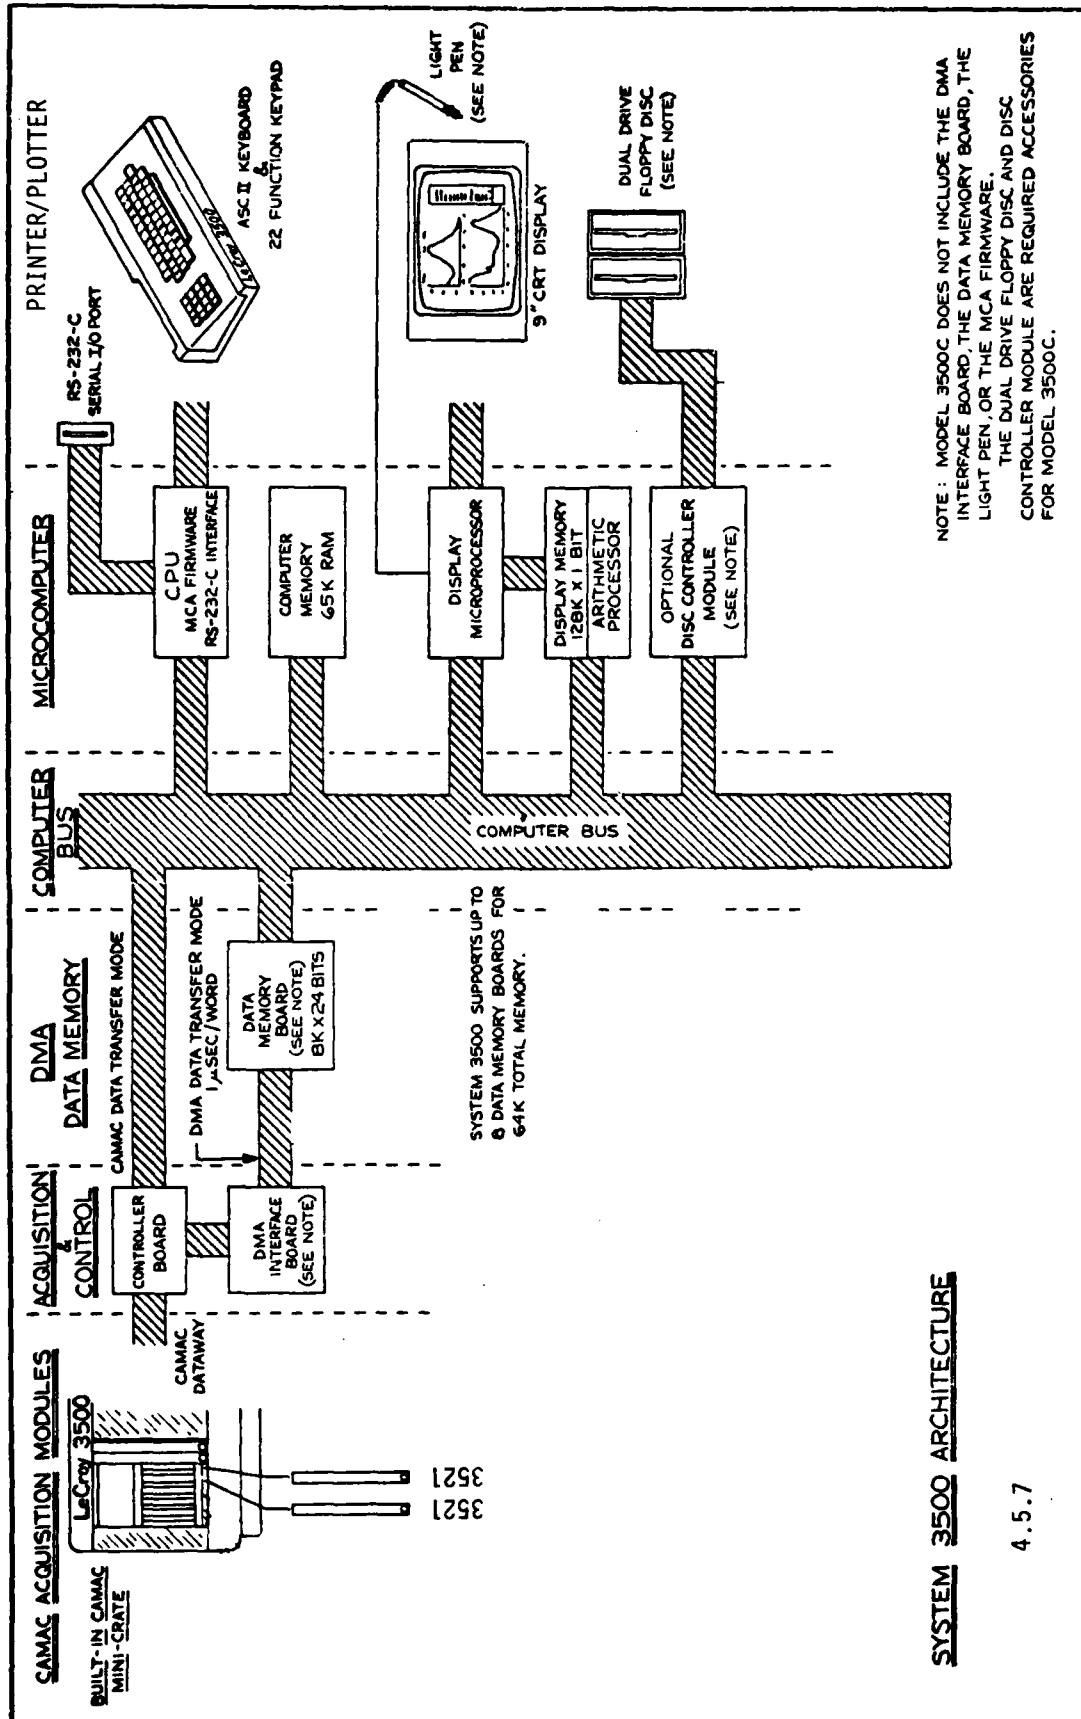 CAMAC ACQUISITION MODULES
BUILT-IN CAMAC
MINI-CRATE
LeCroy 3500
3521
3521
CAMAC
DATAWAY
ACQUISITION
&
CONTROL
CONTROLLER
BOARD
DMA
INTERFACE
BOARD
(SEE NOTE)
DMA
DATA MEMORY
CAMAC DATA TRANSFER MODE
DMA DATA TRANSFER MODE
1 μSEC/WORD
DATA
MEMORY
BOARD
(SEE NOTE)
8K X 24 BITS
SYSTEM 3500 SUPPORTS UP TO
8 DATA MEMORY BOARDS FOR
64K TOTAL MEMORY.
COMPUTER
BUS
COMPUTER BUS
MICROCOMPUTER
CPU
MCA FIRMWARE
RS-232-C INTERFACE
COMPUTER
MEMORY
65K RAM
DISPLAY
MICROPROCESSOR
DISPLAY MEMORY
128K X 1 BIT
ARITHMETIC
PROCESSOR
OPTIONAL
DISC CONTROLLER
MODULE
(SEE NOTE)
PRINTER/PLOTTER
RS-232-C
SERIAL I/O PORT
LeCroy 3500
ASC II KEYBOARD
&
22 FUNCTION KEYPAD
LIGHT
PEN
(SEE NOTE)
9" CRT DISPLAY
DUAL DRIVE
FLOPPY DISC
(SEE NOTE)
NOTE: MODEL 3500C DOES NOT INCLUDE THE DMA
INTERFACE BOARD, THE DATA MEMORY BOARD, THE
LIGHT PEN, OR THE MCA FIRMWARE.
THE DUAL DRIVE FLOPPY DISC AND DISC
CONTROLLER MODULE ARE REQUIRED ACCESSORIES
FOR MODEL 3500C.
SYSTEM 3500 ARCHITECTURE
4.5.7